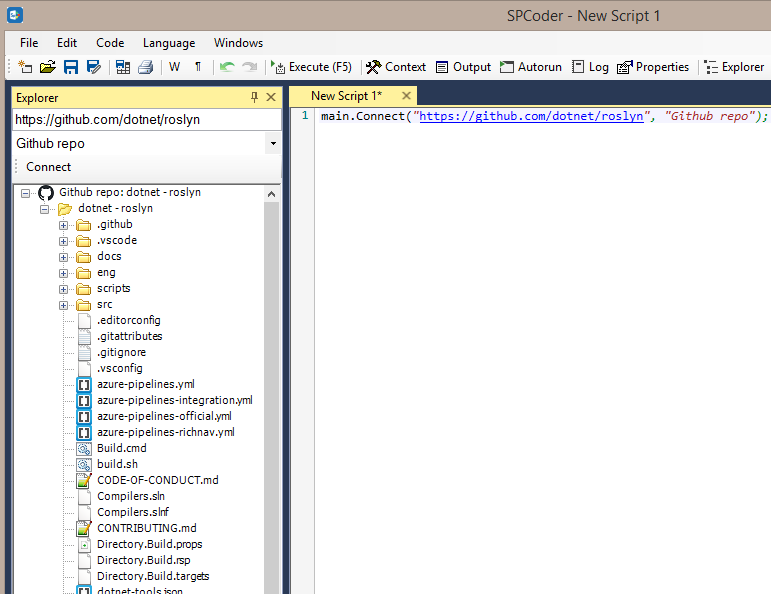 SPCoder - New Script 1
File Edit Code Language Windows
W ¶ Execute (F5) Context Output Autorun Log Properties Explorer
Explorer
New Script 1*
https://github.com/dotnet/roslyn
1 main.Connect("https://github.com/dotnet/roslyn", "Github repo");
Github repo
Connect
Github repo: dotnet - roslyn
dotnet - roslyn
.github
.vscode
docs
eng
scripts
src
.editorconfig
.gitattributes
.gitignore
.vsconfig
azure-pipelines.yml
azure-pipelines-integration.yml
azure-pipelines-official.yml
azure-pipelines-richnav.yml
Build.cmd
build.sh
CODE-OF-CONDUCT.md
Compilers.sln
Compilers.slnf
CONTRIBUTING.md
Directory.Build.props
Directory.Build.rsp
Directory.Build.targets
dotnet-tools.json